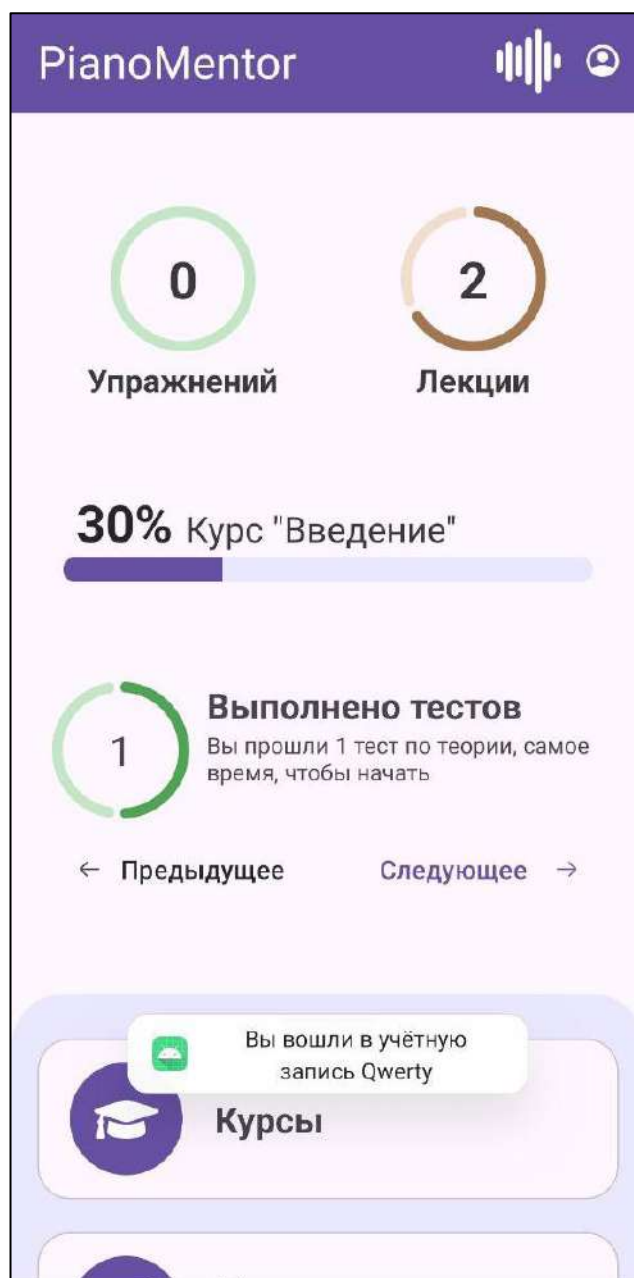 PianoMentor
0
2
Упражнений
Лекции
30% Курс "Введение"
1
Выполнено тестов
Вы прошли 1 тест по теории, самое
время, чтобы начать
← Предыдущее
Следующее →
Вы вошли в учётную
запись Qwerty
Курсы